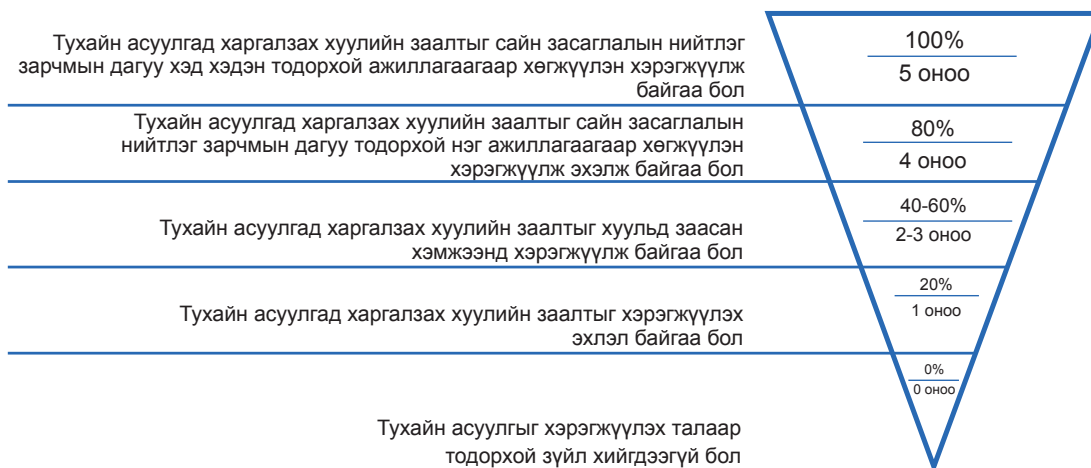 Тухайн асуулгад харгалзах хуулийн заалтыг сайн засаглалын нийтлэг
зарчмын дагуу хэд хэдэн тодорхой ажиллагаагаар хөгжүүлэн хэрэгжүүлж
байгаа бол
100%
5 оноо
Тухайн асуулгад харгалзах хуулийн заалтыг сайн засаглалын
нийтлэг зарчмын дагуу тодорхой нэг ажиллагаагаар хөгжүүлэн
хэрэгжүүлж эхэлж байгаа бол
80%
4 оноо
Тухайн асуулгад харгалзах хуулийн заалтыг хуульд заасан
хэмжээнд хэрэгжүүлж байгаа бол
40-60%
2-3 оноо
Тухайн асуулгад харгалзах хуулийн заалтыг хэрэгжүүлэх
эхлэл байгаа бол
20%
1 оноо
Тухайн асуулгыг хэрэгжүүлэх талаар
тодорхой зүйл хийгдээгүй бол
0%
0 оноо